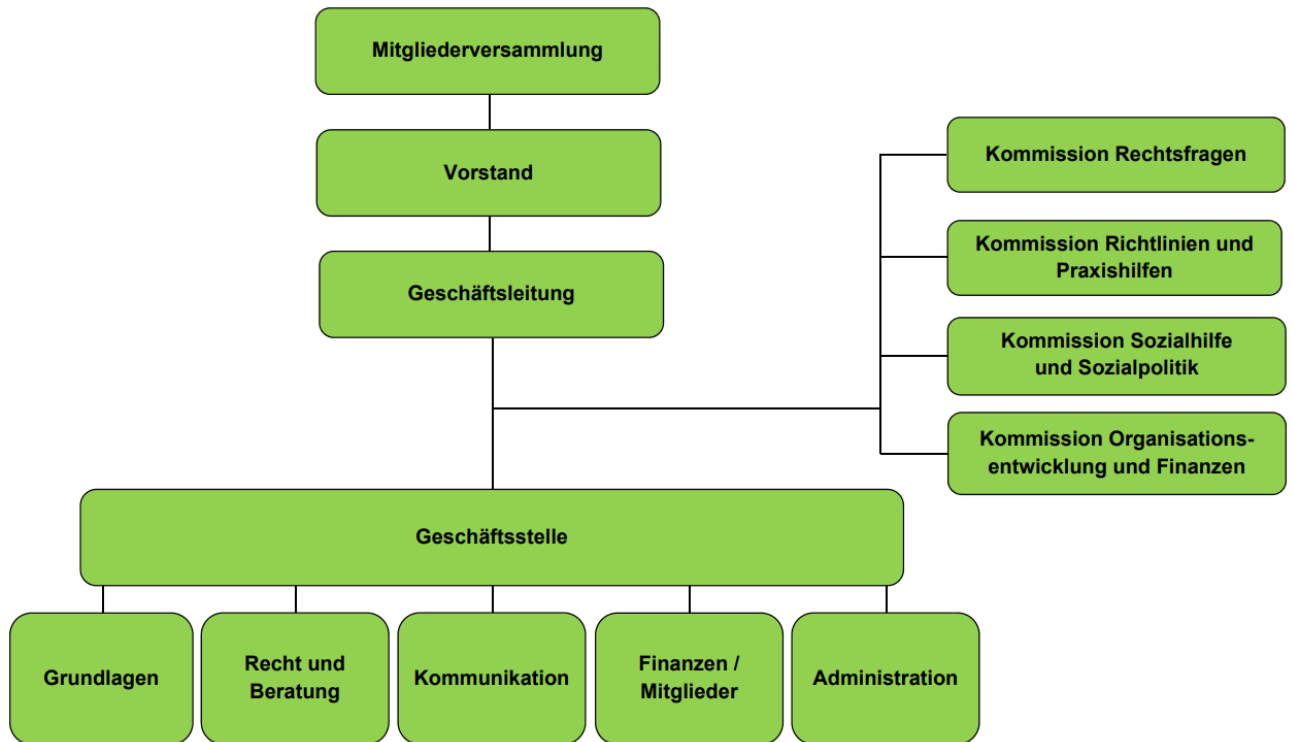 Mitgliederversammlung
Vorstand
Geschäftsleitung
Kommission Rechtsfragen
Kommission Richtlinien und
Praxishilfen
Kommission Sozialhilfe
und Sozialpolitik
Kommission Organisations-
entwicklung und Finanzen
Geschäftsstelle
Grundlagen
Recht und
Beratung
Kommunikation
Finanzen /
Mitglieder
Administration